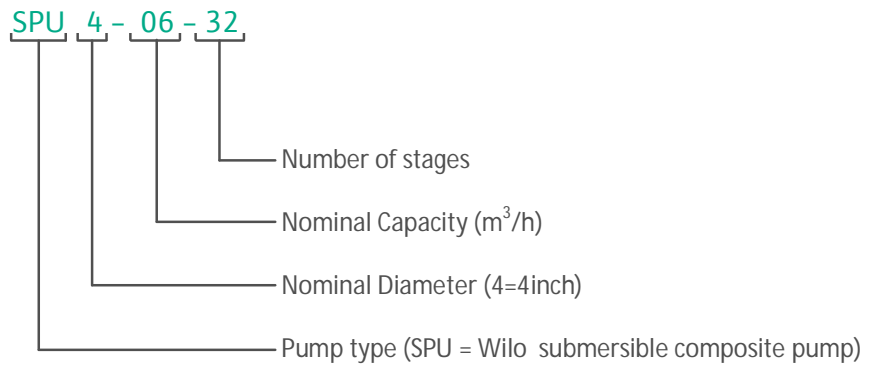 SPU 4 - 06 - 32
Number of stages
Nominal Capacity (m³/h)
Nominal Diameter (4=4inch)
Pump type (SPU = Wilo submersible composite pump)